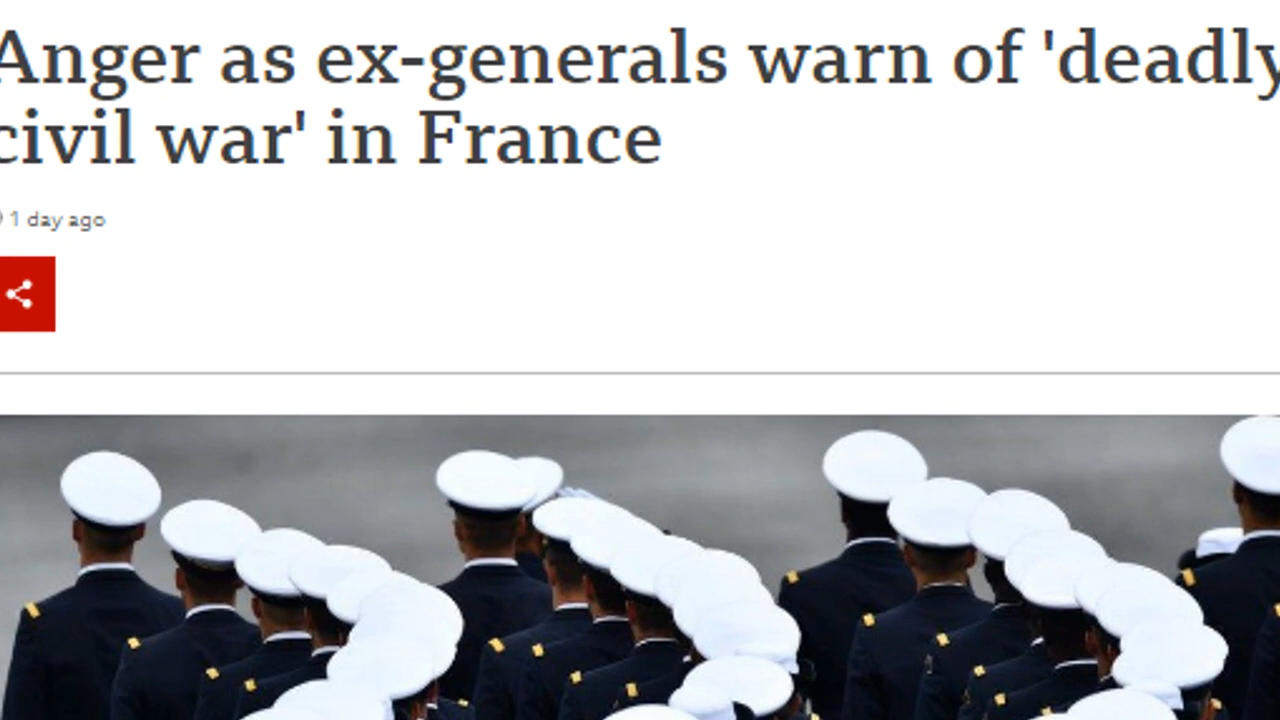 Anger as ex-generals warn of 'deadly
civil war' in France
1 day ago